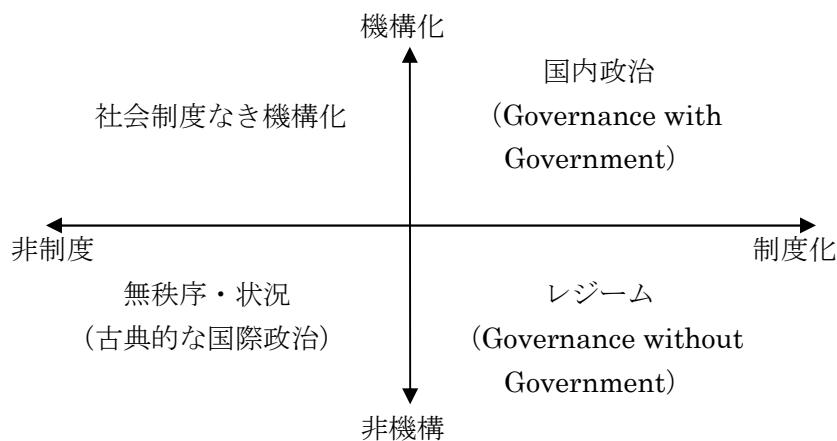 機構化
国内政治
社会制度なき機構化
（Governance with
Government）
非制度
制度化
無秩序・状況
（古典的な国際政治）
レジーム
（Governance without
Government）
非機構